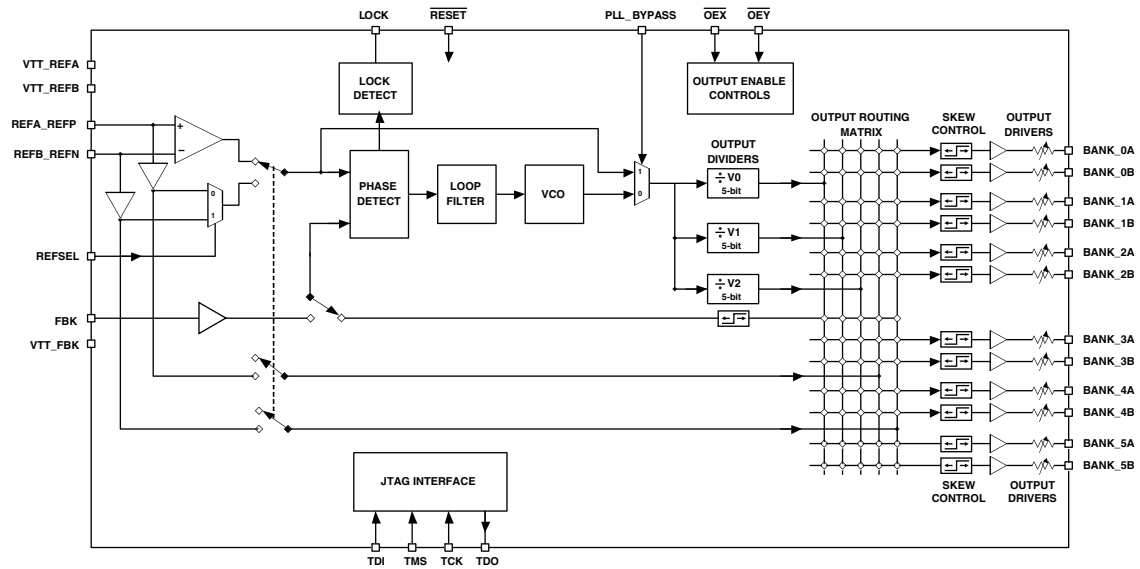 LOCK
RESET
PLL_BYPASS
OEX
OEY
VTT_REFA
VTT_REFB
REFA_REFP
REFB_REFN
REFSEL
FBK
VTT_FBK
+
–
0
1
LOCK
DETECT
PHASE
DETECT
LOOP
FILTER
VCO
1
0
OUTPUT ENABLE
CONTROLS
OUTPUT
DIVIDERS
÷ V0
5-bit
÷ V1
5-bit
÷ V2
5-bit
OUTPUT ROUTING
MATRIX
SKEW
CONTROL
OUTPUT
DRIVERS
BANK_0A
BANK_0B
BANK_1A
BANK_1B
BANK_2A
BANK_2B
BANK_3A
BANK_3B
BANK_4A
BANK_4B
BANK_5A
BANK_5B
SKEW
CONTROL
OUTPUT
DRIVERS
JTAG INTERFACE
TDI
TMS
TCK
TDO